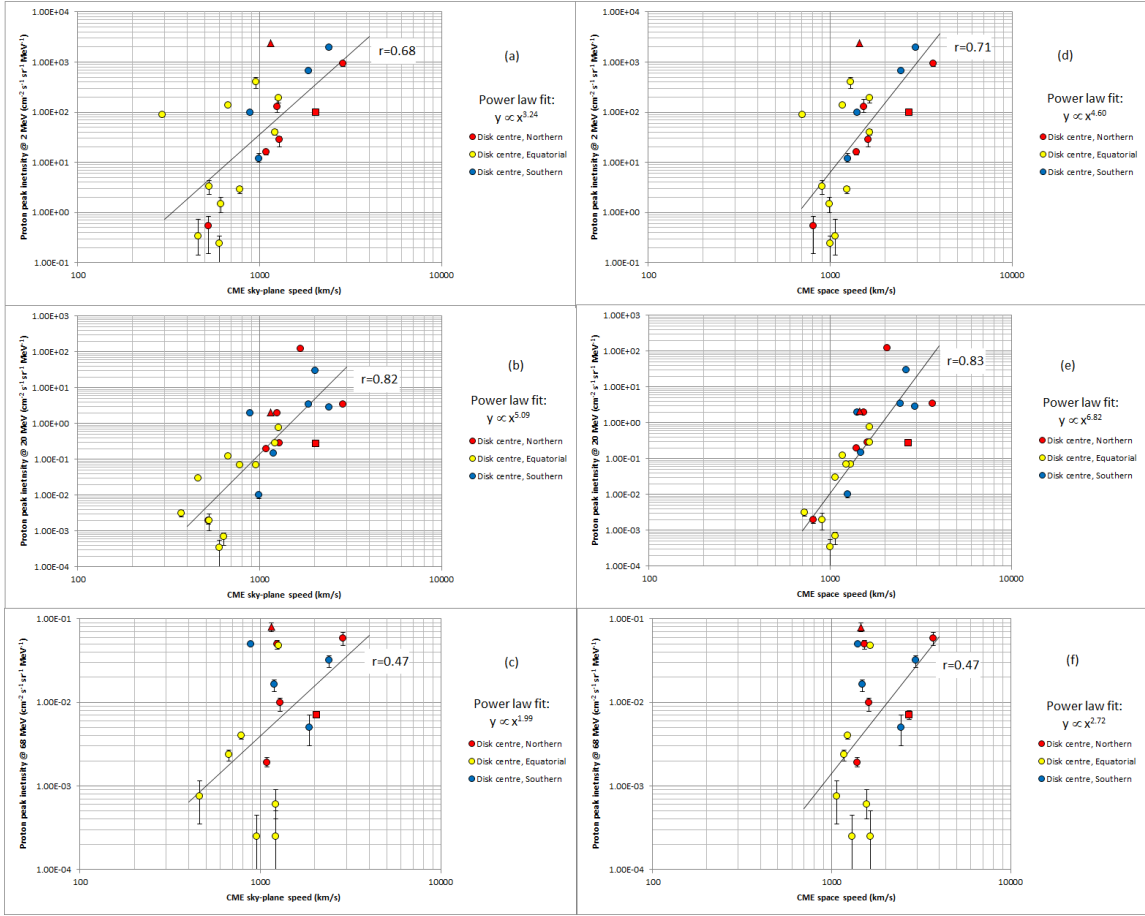 1.00E+04
1.00E+03
1.00E+02
1.00E+01
1.00E+00
1.00E-01
100
1000
10000
Proton peak inetnsity @ 2 MeV (cm⁻² s⁻¹ sr⁻¹ MeV⁻¹)
CME sky-plane speed (km/s)
r=0.68
(a)
Power law fit:
y ∝ x^3.24
Disk centre, Northern
Disk centre, Equatorial
Disk centre, Southern
1.00E+04
1.00E+03
1.00E+02
1.00E+01
1.00E+00
1.00E-01
100
1000
10000
Proton peak inetnsity @ 2 MeV (cm⁻² s⁻¹ sr⁻¹ MeV⁻¹)
CME space speed (km/s)
r=0.71
(d)
Power law fit:
y ∝ x^4.60
Disk centre, Northern
Disk centre, Equatorial
Disk centre, Southern
1.00E+03
1.00E+02
1.00E+01
1.00E+00
1.00E-01
1.00E-02
1.00E-03
1.00E-04
100
1000
10000
Proton peak inetnsity @ 20 MeV (cm⁻² s⁻¹ sr⁻¹ MeV⁻¹)
CME sky-plane speed (km/s)
r=0.82
(b)
Power law fit:
y ∝ x^5.09
Disk centre, Northern
Disk centre, Equatorial
Disk centre, Southern
1.00E+03
1.00E+02
1.00E+01
1.00E+00
1.00E-01
1.00E-02
1.00E-03
1.00E-04
100
1000
10000
Proton peak inetnsity @ 20 MeV (cm⁻² s⁻¹ sr⁻¹ MeV⁻¹)
CME space speed (km/s)
r=0.83
(e)
Power law fit:
y ∝ x^6.82
Disk centre, Northern
Disk centre, Equatorial
Disk centre, Southern
1.00E-01
1.00E-02
1.00E-03
1.00E-04
100
1000
10000
Proton peak inetnsity @ 68 MeV (cm⁻² s⁻¹ sr⁻¹ MeV⁻¹)
CME sky-plane speed (km/s)
r=0.47
(c)
Power law fit:
y ∝ x^1.99
Disk centre, Northern
Disk centre, Equatorial
Disk centre, Southern
1.00E-01
1.00E-02
1.00E-03
1.00E-04
100
1000
10000
Proton peak inetnsity @ 68 MeV (cm⁻² s⁻¹ sr⁻¹ MeV⁻¹)
CME space speed (km/s)
r=0.47
(f)
Power law fit:
y ∝ x^2.72
Disk centre, Northern
Disk centre, Equatorial
Disk centre, Southern